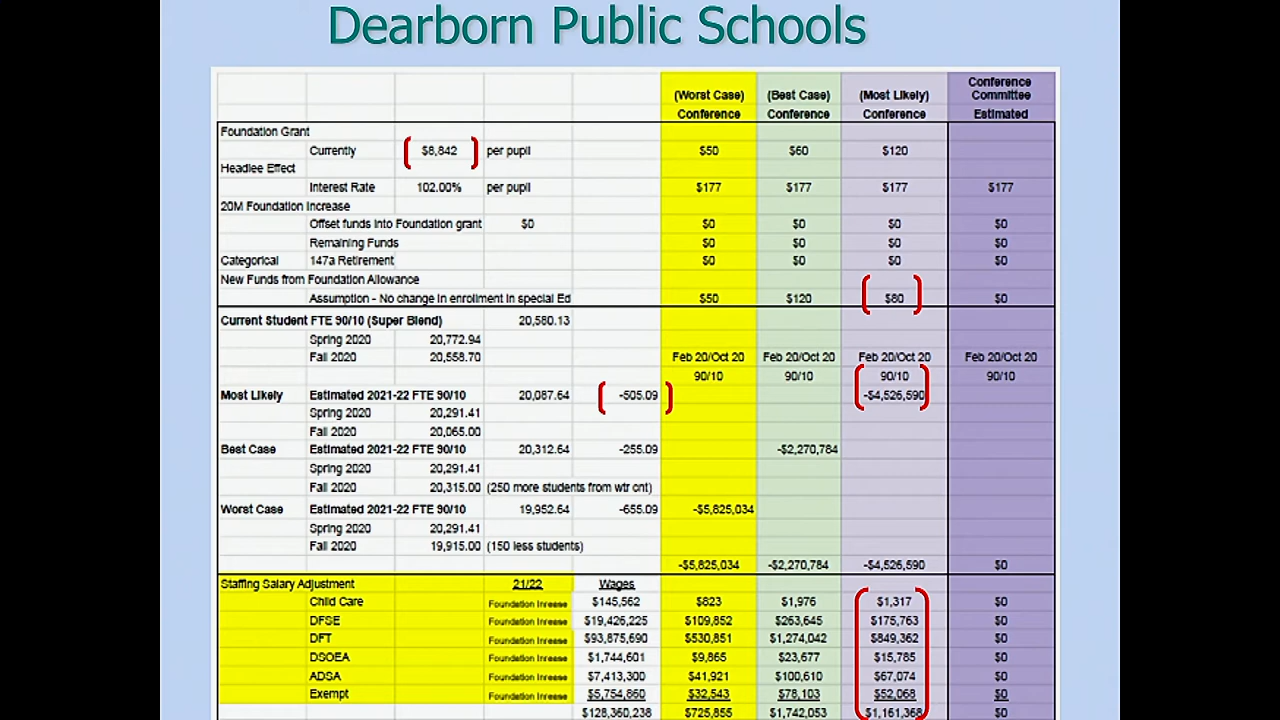 Dearborn Public Schools
(Worst Case) (Best Case) (Most Likely) Conference Committee
Conference Conference Conference Estimated
Foundation Grant
Currently $8,842 per pupil $50 $60 $120
Headlee Effect
Interest Rate 102.00% per pupil $177 $177 $177 $177
20M Foundation Increase
Offset funds into Foundation grant $0 $0 $0 $0 $0
Remaining Funds $0 $0 $0 $0
Categorical 147a Retirement $0 $0 $0 $0
New Funds from Foundation Allowance
Assumption - No change in enrollment in special Ed $50 $120 $80 $0
Current Student FTE 90/10 (Super Blend) 20,580.13
Spring 2020 20,772.94
Fall 2020 20,558.70 Feb 20/Oct 20 Feb 20/Oct 20 Feb 20/Oct 20 Feb 20/Oct 20
90/10 90/10 90/10 90/10
Most Likely Estimated 2021-22 FTE 90/10 20,087.64 -505.09 -$4,526,590
Spring 2020 20,291.41
Fall 2020 20,065.00
Best Case Estimated 2021-22 FTE 90/10 20,312.64 -255.09 -$2,270,784
Spring 2020 20,291.41
Fall 2020 20,315.00 (250 more students from wtr cnt)
Worst Case Estimated 2021-22 FTE 90/10 19,952.64 -655.09 -$5,825,034
Spring 2020 20,291.41
Fall 2020 19,915.00 (150 less students)
-$5,825,034 -$2,270,784 -$4,526,590 $0
Staffing Salary Adjustment 21/22 Wages
Child Care Foundation Inrease $145,562 $823 $1,976 $1,317 $0
DFSE Foundation Inrease $19,426,225 $109,852 $263,645 $175,763 $0
DFT Foundation Inrease $93,875,690 $530,851 $1,274,042 $849,362 $0
DSOEA Foundation Inrease $1,744,601 $9,865 $23,677 $15,785 $0
ADSA Foundation Inrease $7,413,300 $41,921 $100,610 $67,074 $0
Exempt Foundation Inrease $5,754,860 $32,543 $78,103 $52,068 $0
$128,360,238 $725,855 $1,742,053 $1,161,368 $0